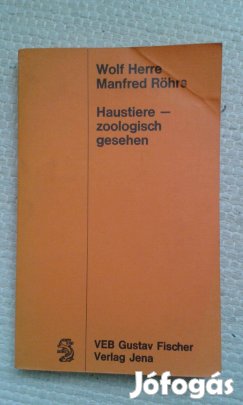 Wolf Herre
Manfred Röhrs
Haustiere —
zoologisch
gesehen
VEB Gustav Fischer
Verlag Jena
Jófogás